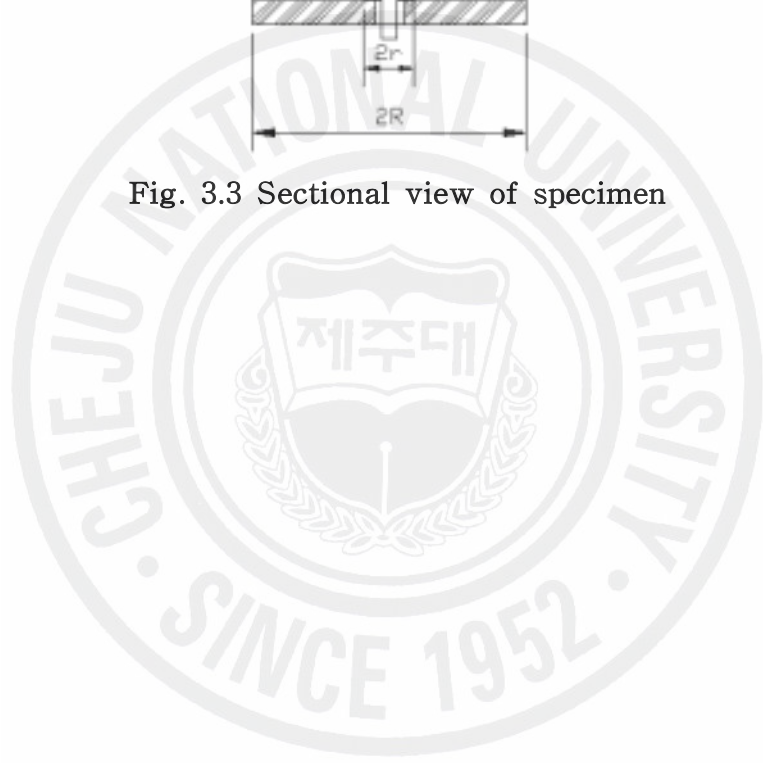 2r
2R
Fig. 3.3 Sectional view of specimen
CHEJU NATIONAL UNIVERSITY
제주대
· SINCE 1952 ·